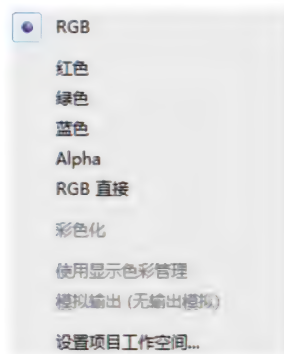 RGB
红色
绿色
蓝色
Alpha
RGB 直接
彩色化
使用显示色彩管理
模拟输出 (无输出模拟)
设置项目工作空间...